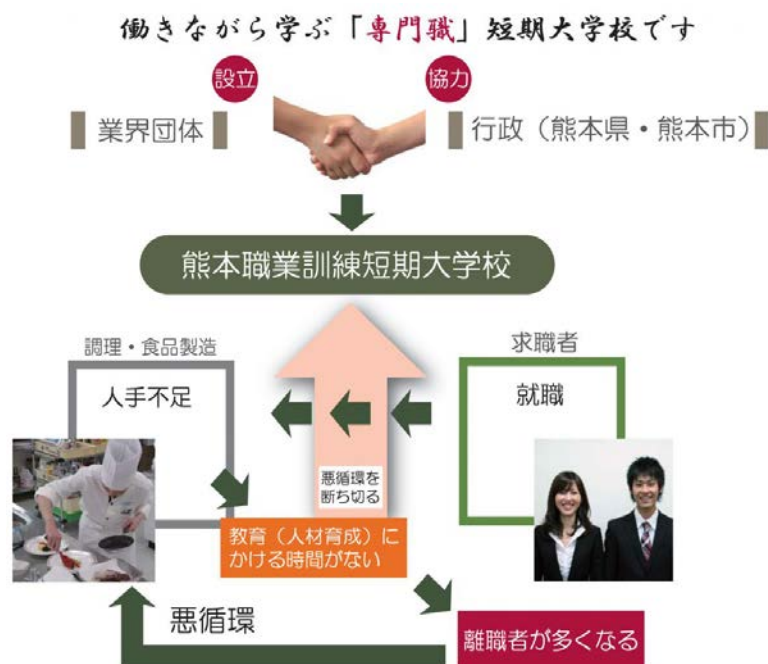 働きながら学ぶ「専門職」短期大学校です
設立
協力
業界団体
行政（熊本県・熊本市）
熊本職業訓練短期大学校
調理・食品製造
人手不足
求職者
就職
悪循環を
断ち切る
教育（人材育成）に
かける時間がない
悪循環
離職者が多くなる